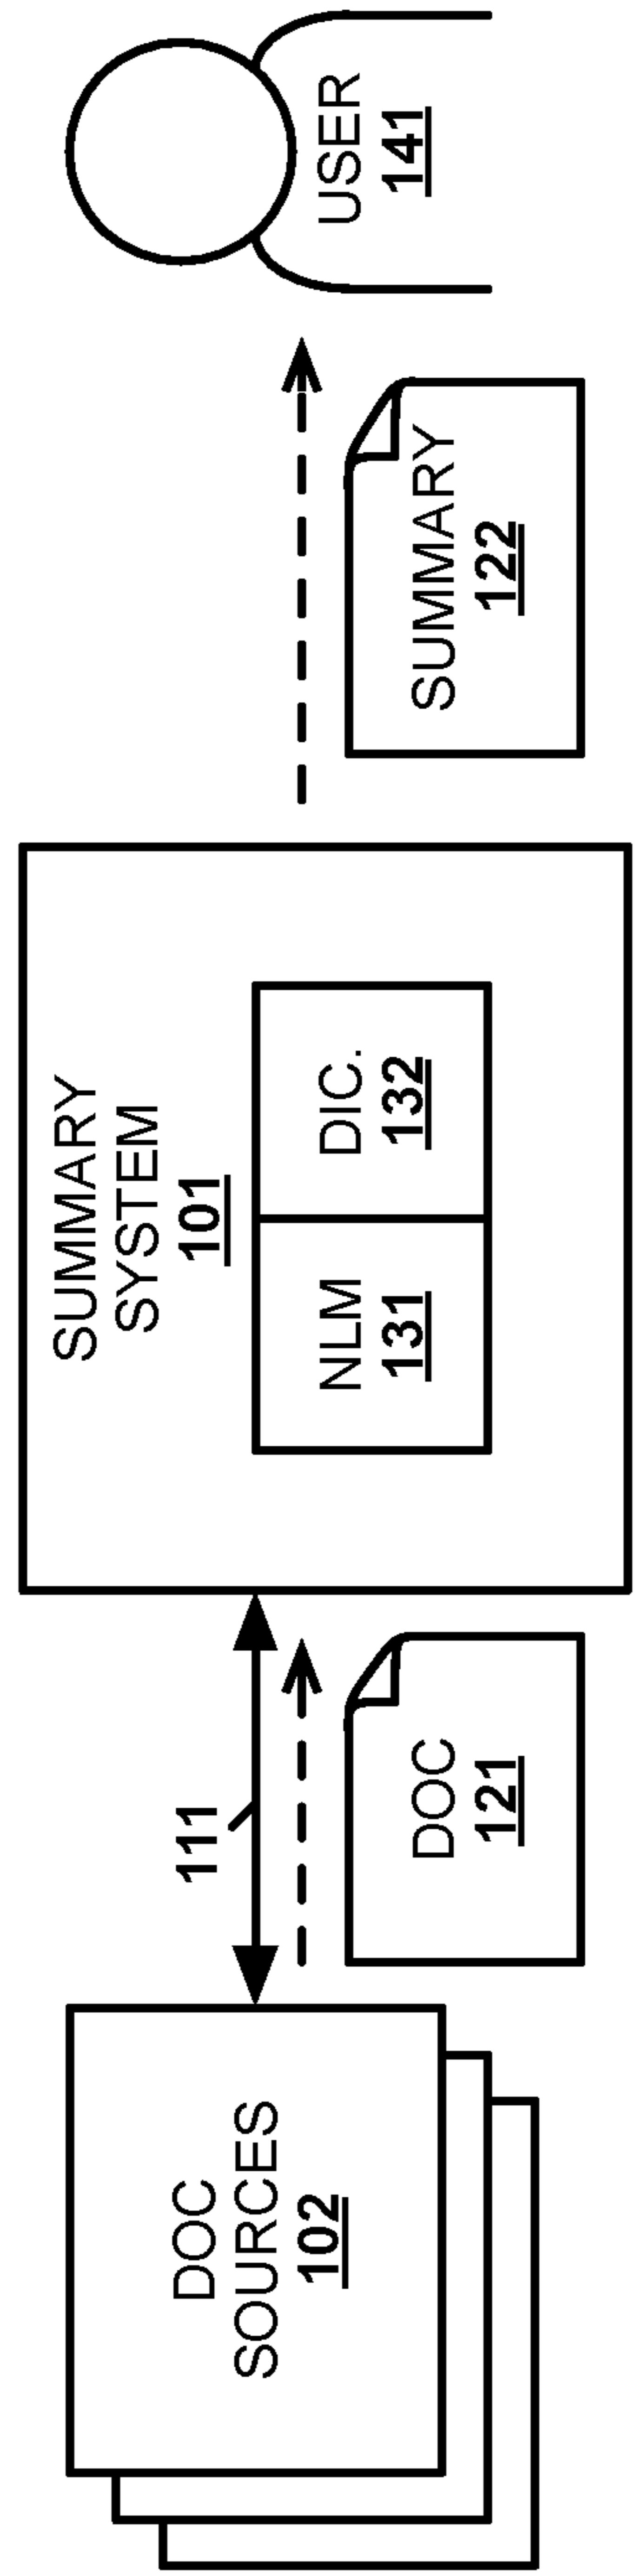 DOC
SOURCES
102
111
DOC
121
SUMMARY
SYSTEM
101
NLM
131
DIC.
132
SUMMARY
122
USER
141